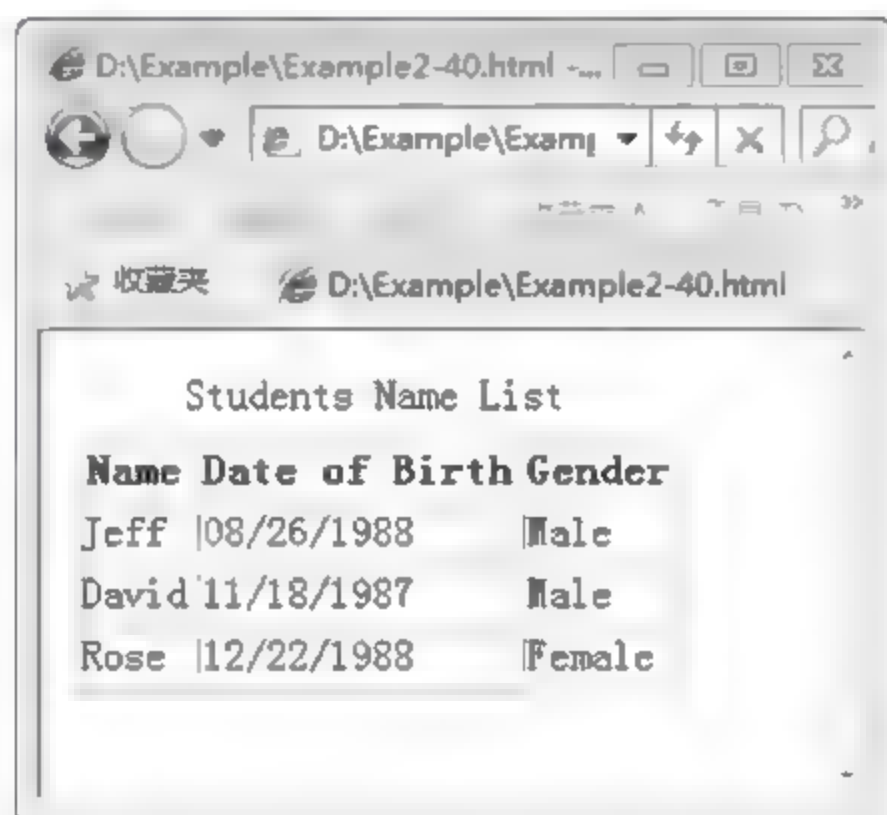 D:\Example\Example2-40.html -...
D:\Example\Examp
收藏夹 D:\Example\Example2-40.html
Students Name List
Name Date of Birth Gender
Jeff 08/26/1988 Male
David 11/18/1987 Male
Rose 12/22/1988 Female